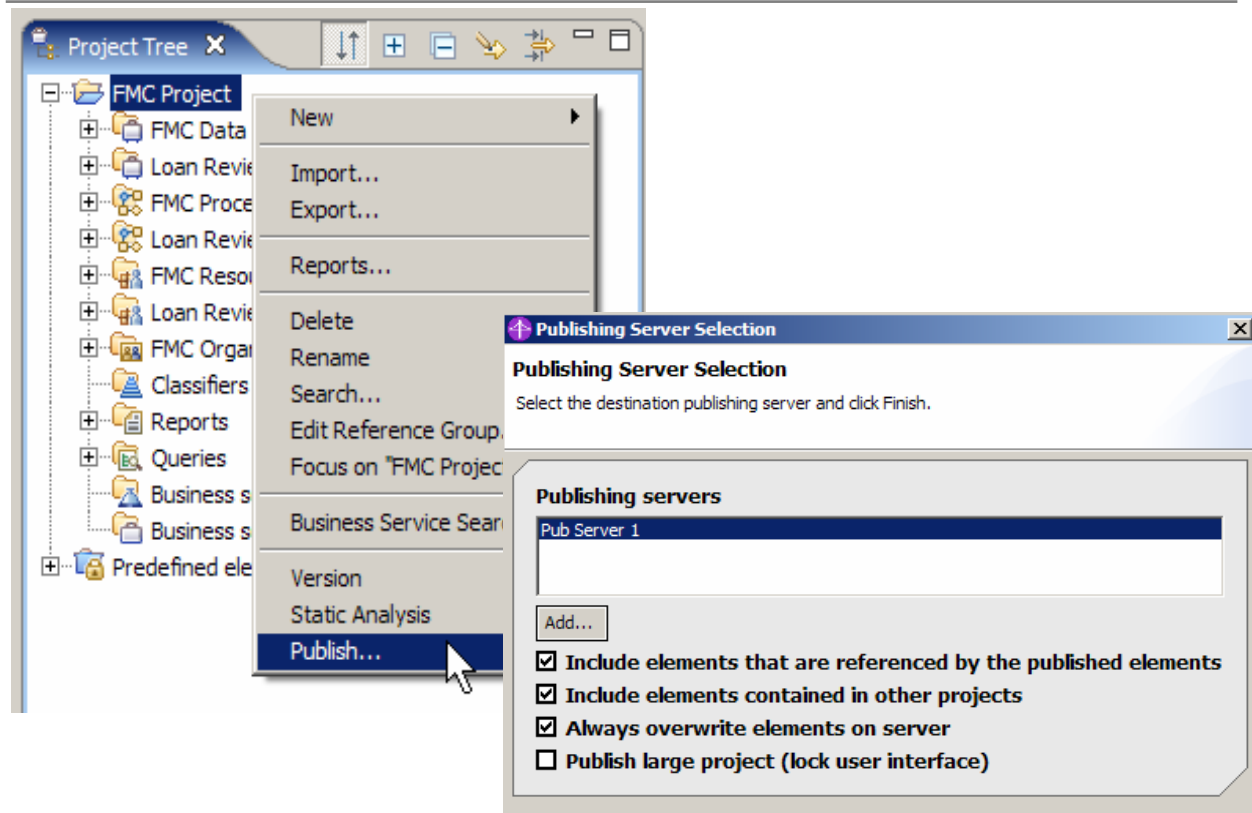 Project Tree
FMC Project
FMC Data
Loan Revie
FMC Proce
Loan Revie
FMC Resou
Loan Revie
FMC Organ
Classifiers
Reports
Queries
Business s
Business s
Predefined ele
New
Import...
Export...
Reports...
Delete
Rename
Search...
Edit Reference Group.
Focus on "FMC Project
Business Service Sear
Version
Static Analysis
Publish...
Publishing Server Selection
Publishing Server Selection
Select the destination publishing server and click Finish.
Publishing servers
Pub Server 1
Add...
Include elements that are referenced by the published elements
Include elements contained in other projects
Always overwrite elements on server
Publish large project (lock user interface)